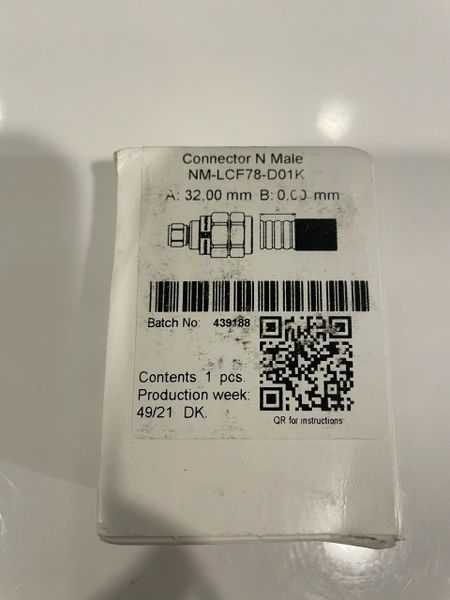 Connector N Male
NM-LCF78-D01K
A: 32,00 mm B: 0,00 mm
Batch No: 439188
Contents 1 pcs.
Production week:
49/21 DK.
QR for instructions